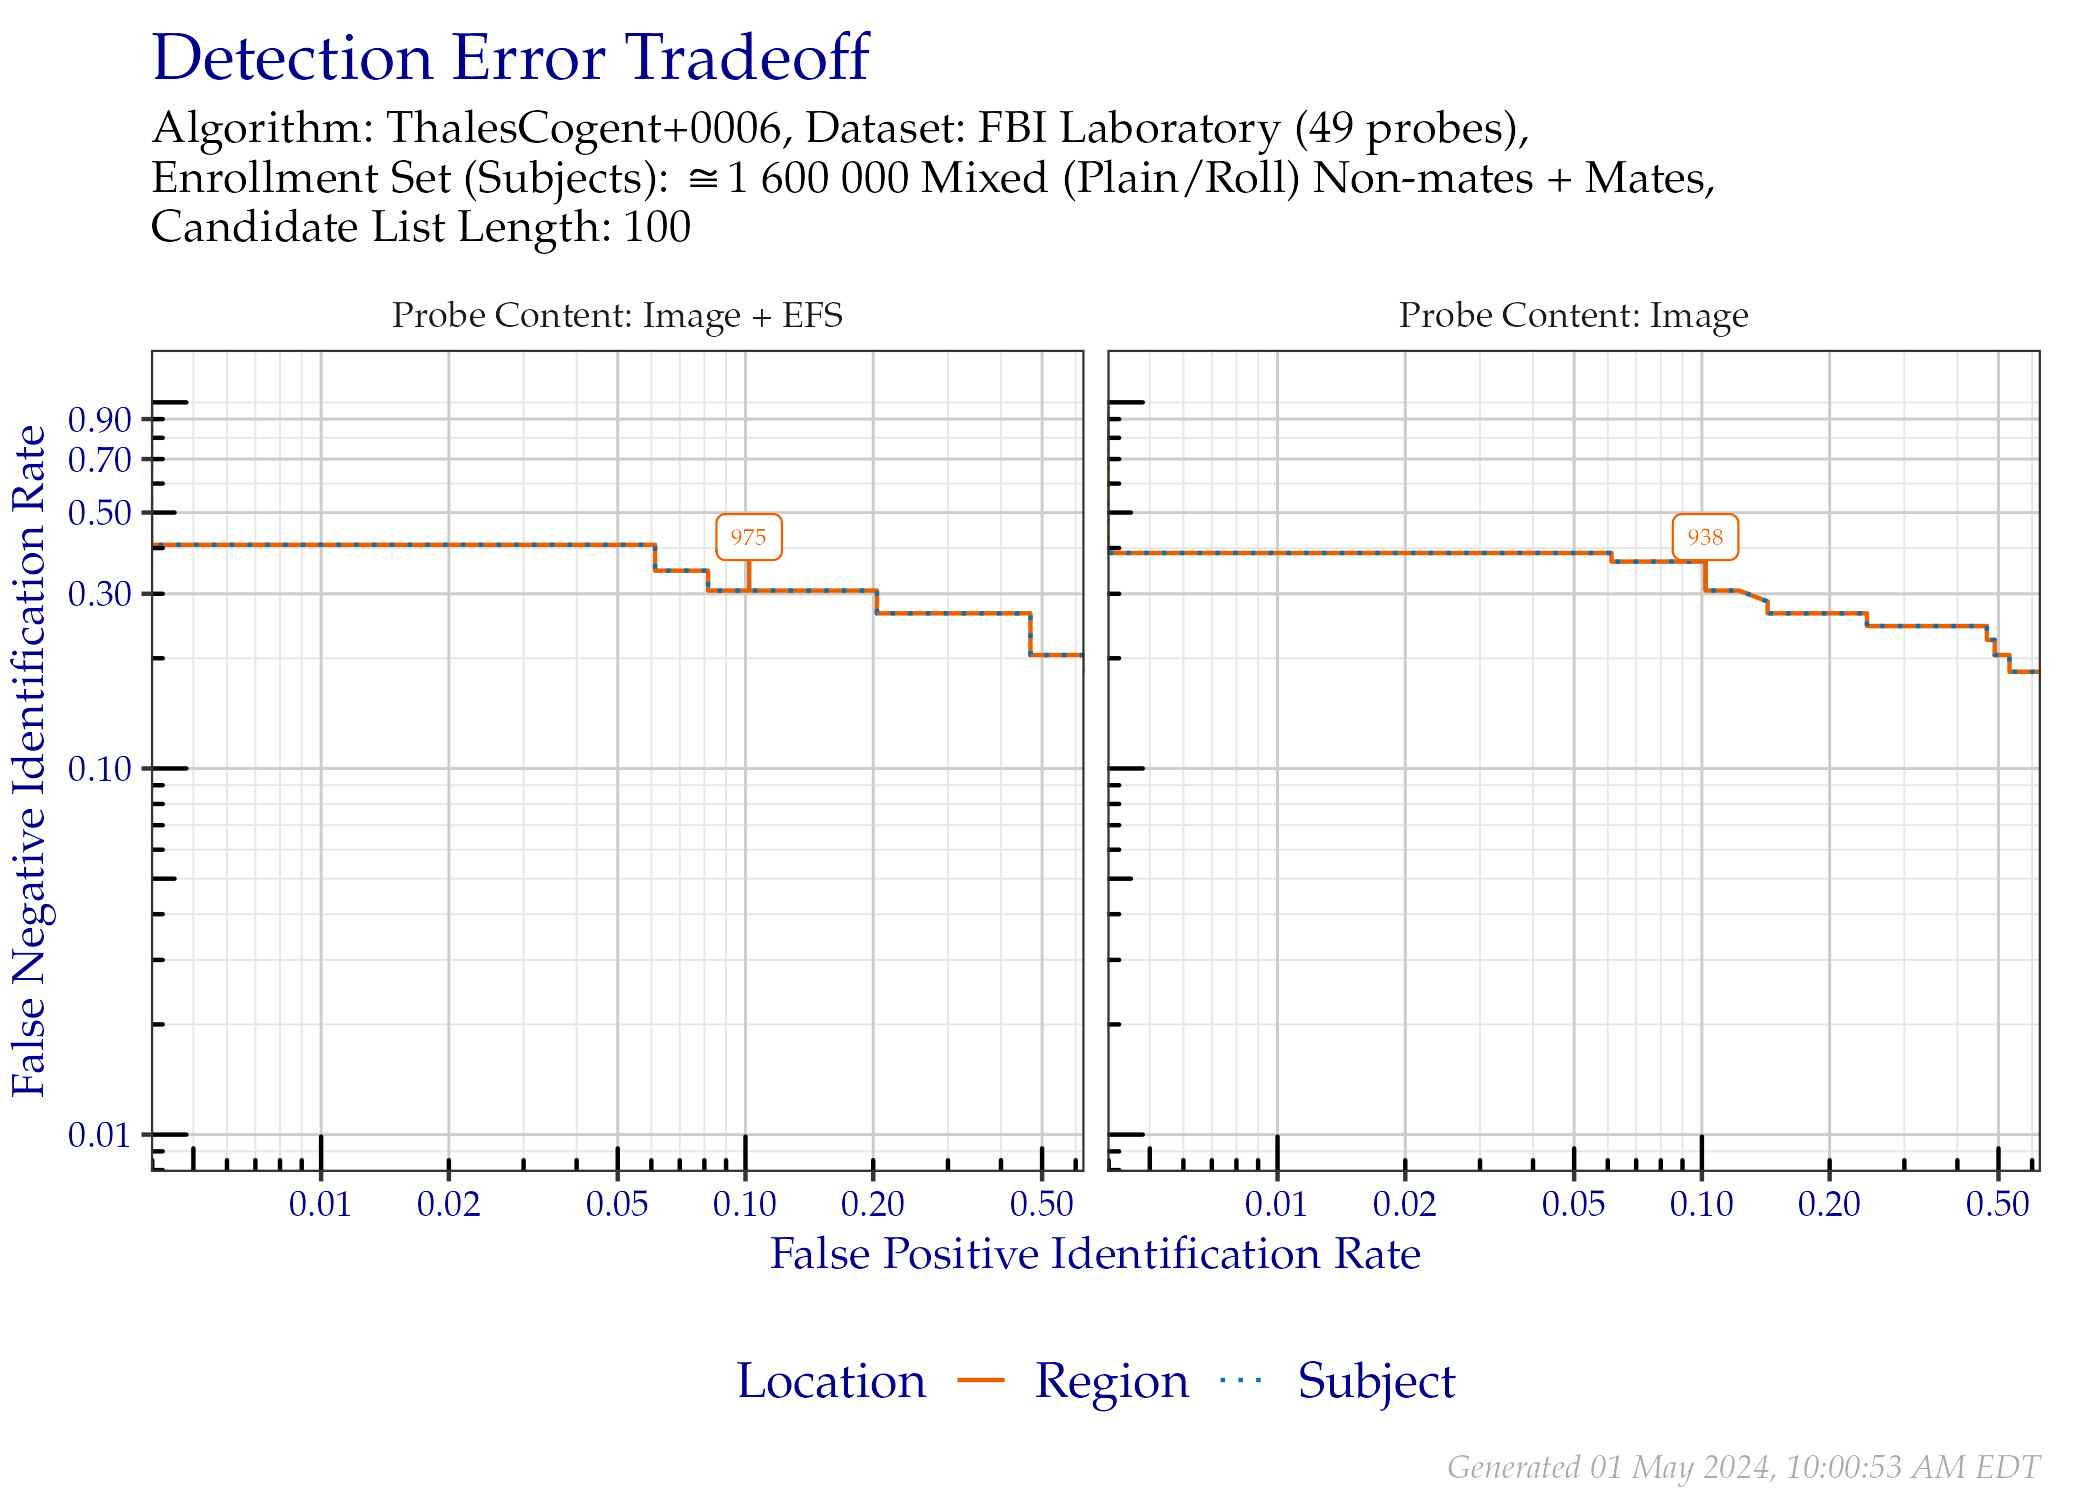 Detection Error Tradeoff
Algorithm: ThalesCogent+0006, Dataset: FBI Laboratory (49 probes),
Enrollment Set (Subjects): ≅1 600 000 Mixed (Plain/Roll) Non-mates + Mates,
Candidate List Length: 100
Probe Content: Image + EFS
Probe Content: Image
False Negative Identification Rate
0.90
0.70
0.50
0.30
0.10
0.01
975
938
0.01 0.02 0.05 0.10 0.20 0.50
0.01 0.02 0.05 0.10 0.20 0.50
False Positive Identification Rate
Location Region Subject
Generated 01 May 2024, 10:00:53 AM EDT